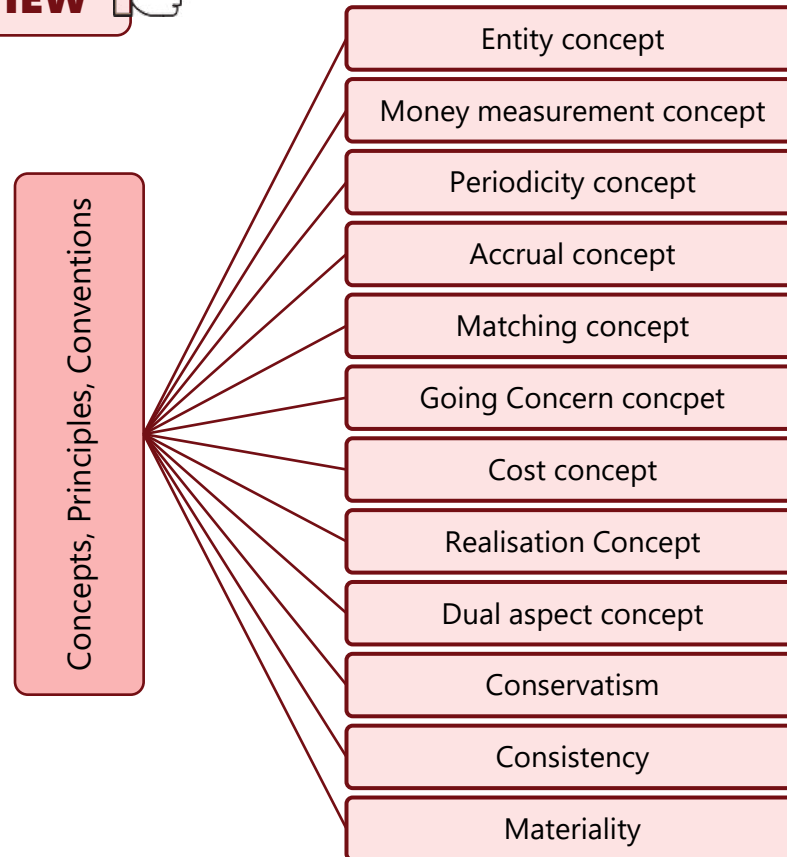 IEW
Concepts, Principles, Conventions
Entity concept
Money measurement concept
Periodicity concept
Accrual concept
Matching concept
Going Concern concpet
Cost concept
Realisation Concept
Dual aspect concept
Conservatism
Consistency
Materiality